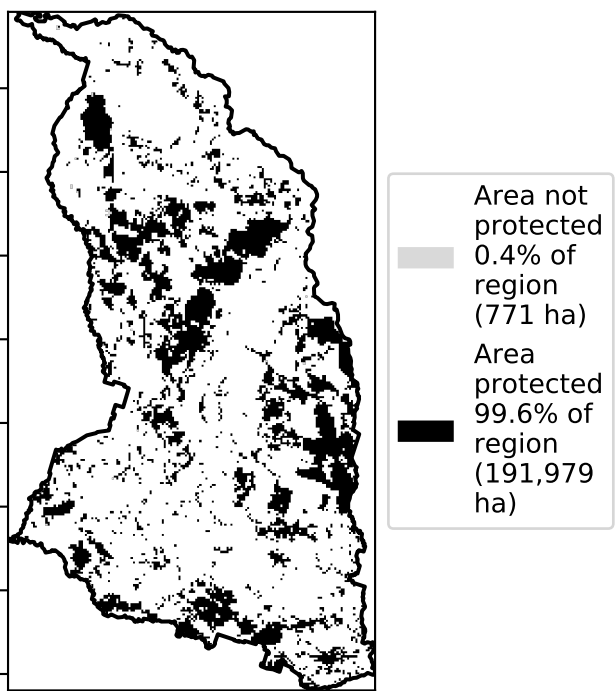 Area not
protected
0.4% of
region
(771 ha)
Area
protected
99.6% of
region
(191,979
ha)